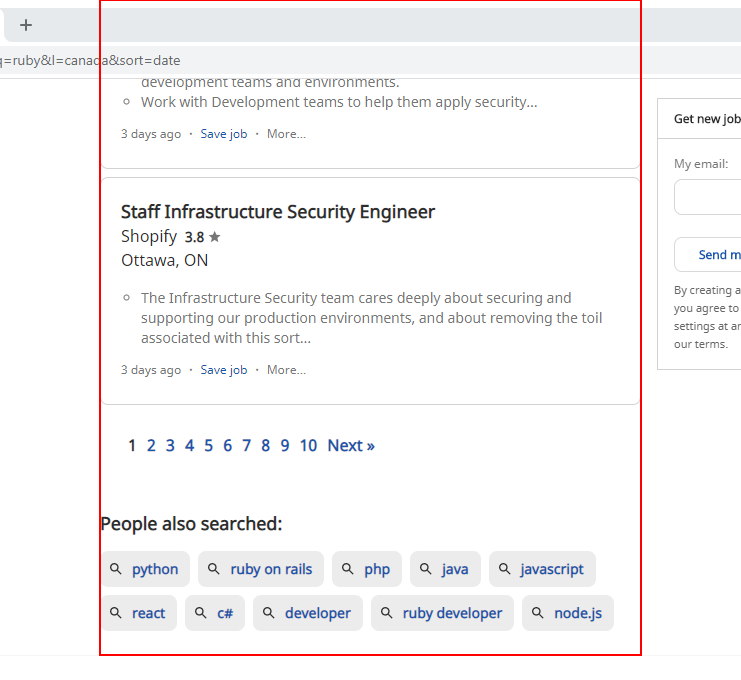 q=ruby&l=canada&sort=date
development teams and environments.
Work with Development teams to help them apply security...
3 days ago · Save job · More...
Staff Infrastructure Security Engineer
Shopify 3.8 ★
Ottawa, ON
The Infrastructure Security team cares deeply about securing and
supporting our production environments, and about removing the toil
associated with this sort...
3 days ago · Save job · More...
1 2 3 4 5 6 7 8 9 10 Next »
People also searched:
python ruby on rails php java javascript
react c# developer ruby developer node.js
Get new job
My email:
Send m
By creating a
you agree to
settings at an
our terms.